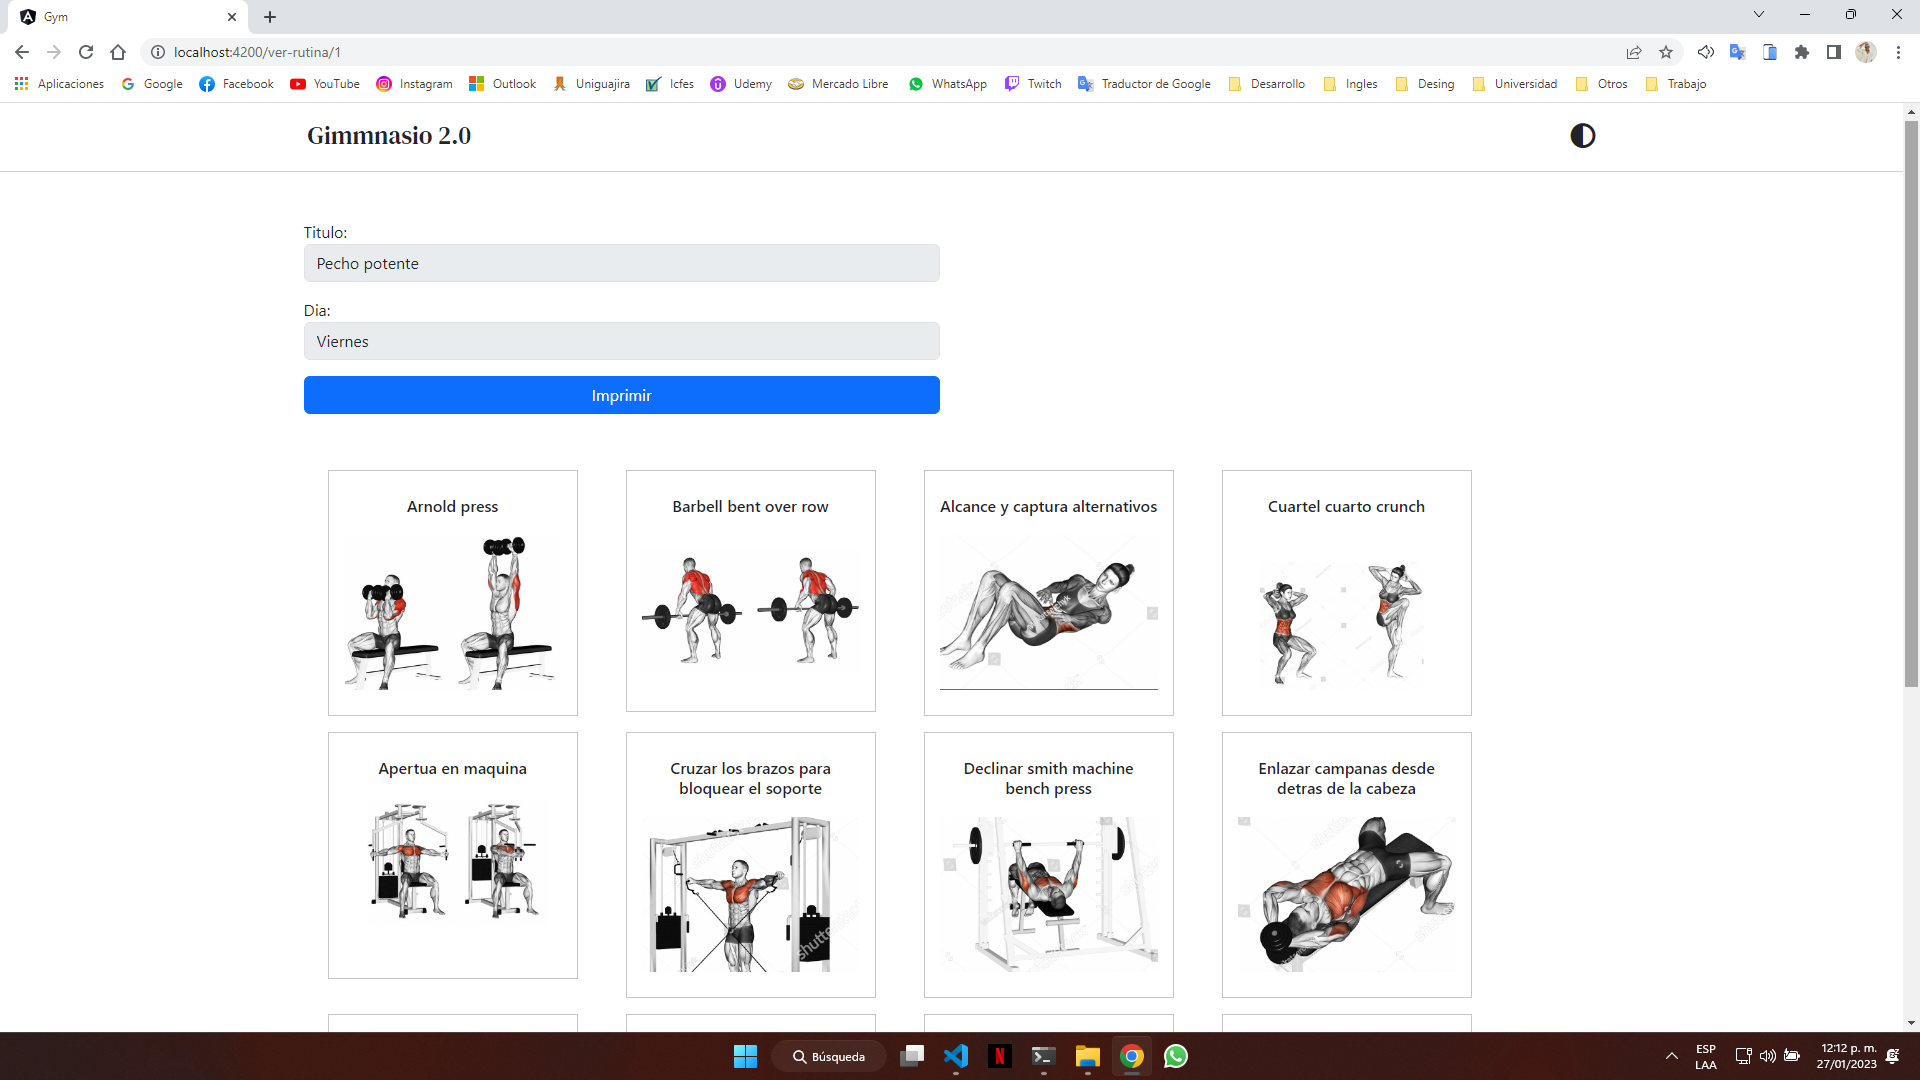 Gym
localhost:4200/ver-rutina/1
Aplicaciones Google Facebook YouTube Instagram Outlook Uniguajira Icfes Udemy Mercado Libre WhatsApp Twitch Traductor de Google Desarrollo Ingles Desing Universidad Otros Trabajo
Gimmnasio 2.0
Titulo:
Pecho potente
Dia:
Viernes
Imprimir
Arnold press
Barbell bent over row
Alcance y captura alternativos
Cuartel cuarto crunch
Apertua en maquina
Cruzar los brazos para
bloquear el soporte
Declinar smith machine
bench press
Enlazar campanas desde
detras de la cabeza
Búsqueda
ESP
LAA
12:12 p. m.
27/01/2023